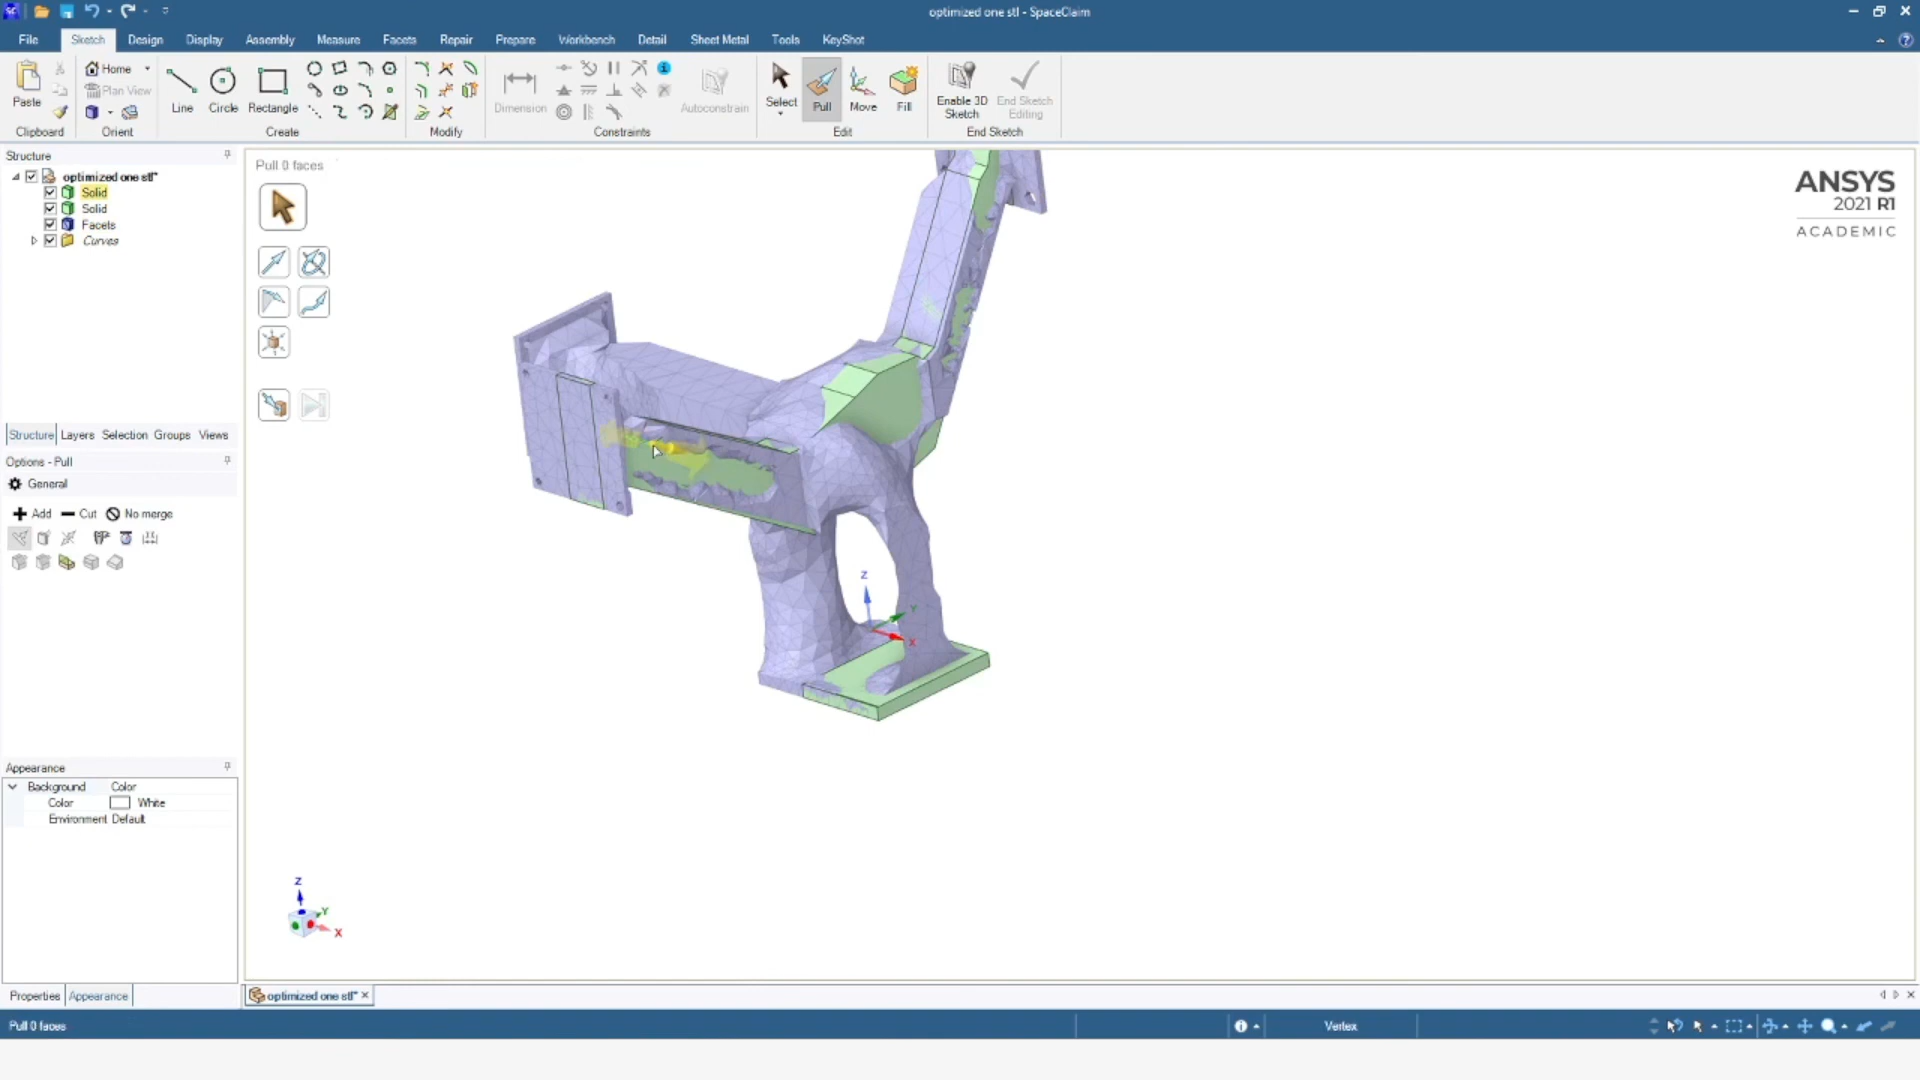 optimized one stl - SpaceClaim
File Sketch Design Display Assembly Measure Facets Repair Prepare Workbench Detail Sheet Metal Tools KeyShot
Paste
Home
Plan View
Line
Circle
Rectangle
Dimension
Autoconstrain
Select
Pull
Move
Fill
Enable 3D
Sketch
End Sketch
Editing
Clipboard
Orient
Create
Modify
Constraints
Edit
End Sketch
Structure
optimized one stl*
Solid
Solid
Facets
Curves
Structure Layers Selection Groups Views
Options - Pull
General
Add Cut No merge
Appearance
Background Color
Color White
Environment Default
Properties Appearance
Pull 0 faces
ANSYS
2021 R1
ACADEMIC
Z
Y
X
Z
Y
X
optimized one stl*
Pull 0 faces
Vertex